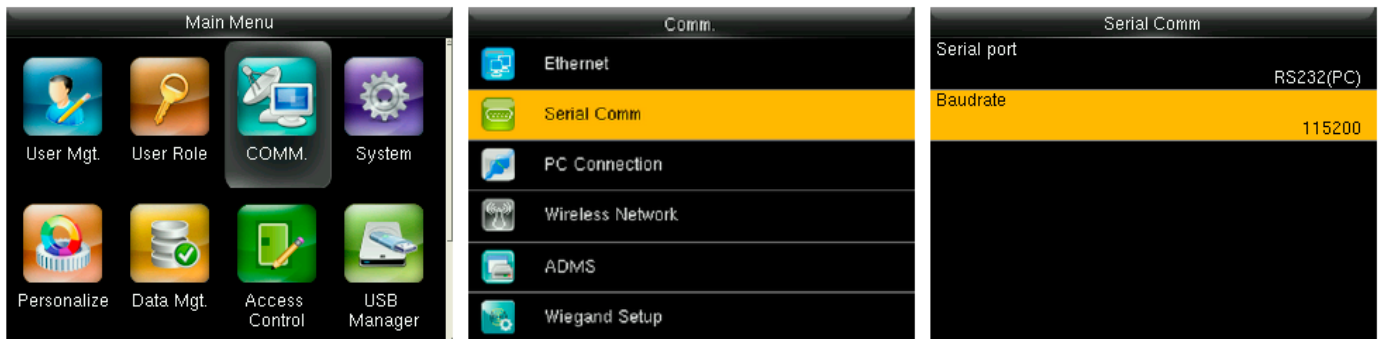 Main Menu
User Mgt.
User Role
COMM.
System
Personalize
Data Mgt.
Access
Control
USB
Manager
Comm.
Ethernet
Serial Comm
PC Connection
Wireless Network
ADMS
Wiegand Setup
Serial Comm
Serial port
RS232(PC)
Baudrate
115200